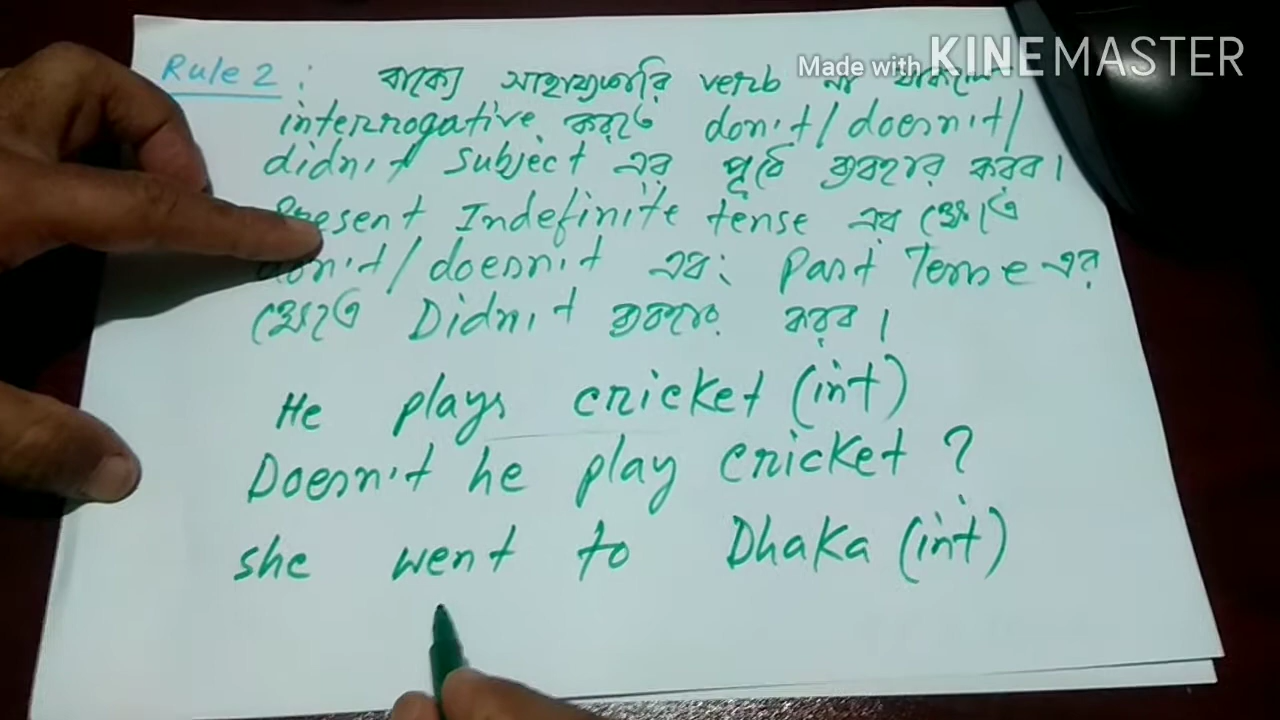 Made with KINEMASTER
Rule 2 : বাক্যে সাহায্যকারি verb না থাকলে
interrogative করতে don't/doesn't/
didn't subject এর পূর্বে ব্যবহার করব।
Present Indefinite tense এর ক্ষেত্রে
don't/doesn't এবং Past Tense এর
ক্ষেত্রে Didn't ব্যবহার করব।
He plays cricket (int)
Doesn't he play cricket ?
she went to Dhaka (int)